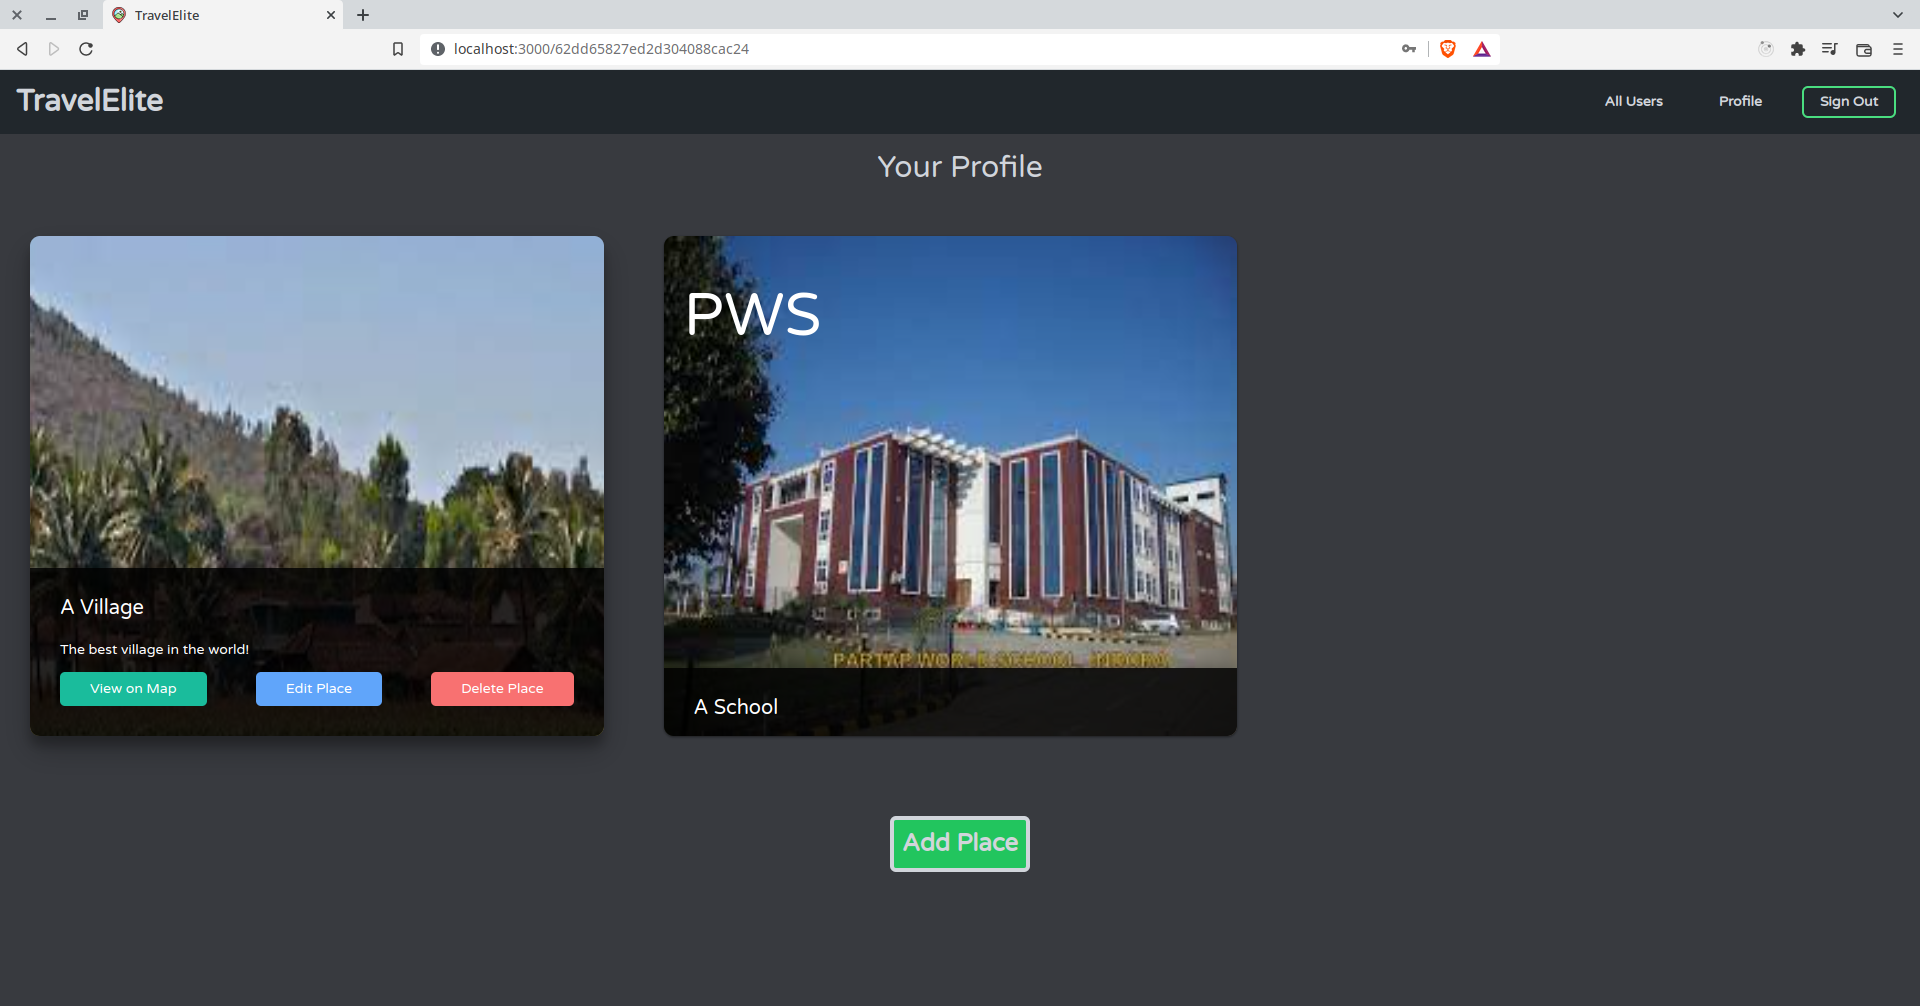 TravelElite
localhost:3000/62dd65827ed2d304088cac24
TravelElite
All Users
Profile
Sign Out
Your Profile
A Village
The best village in the world!
View on Map
Edit Place
Delete Place
PWS
PARTAP WORLD SCHOOL
A School
Add Place